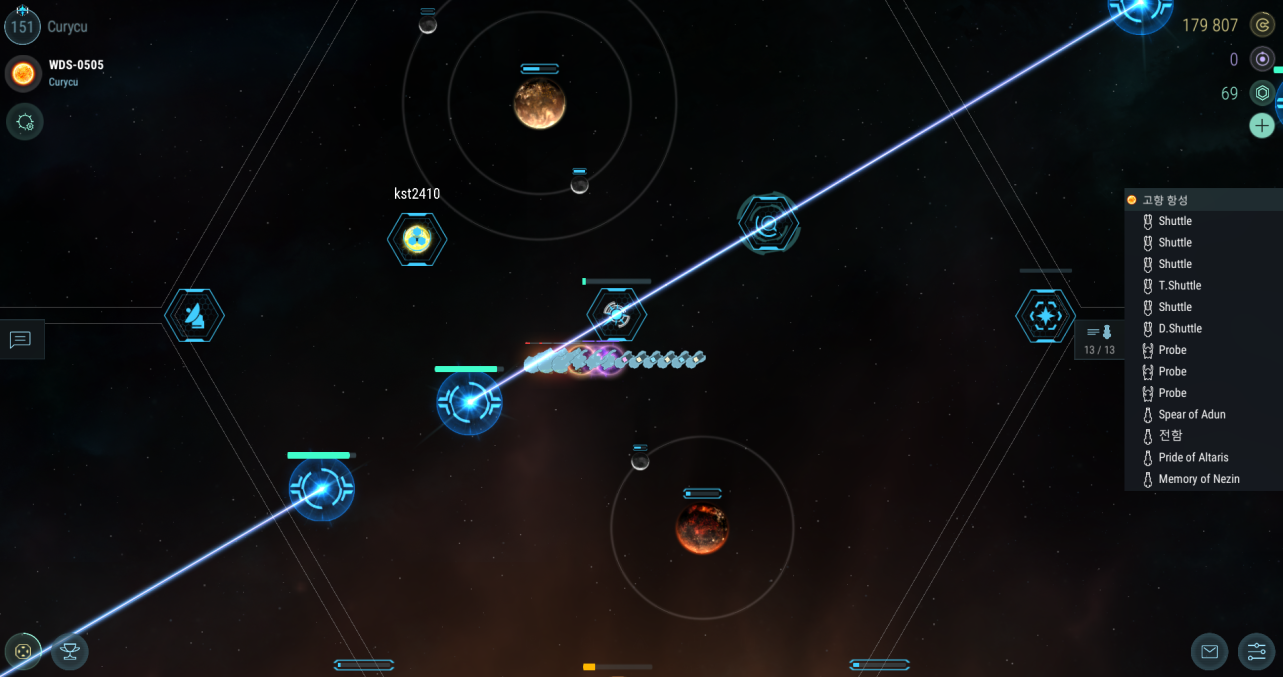 151 Curycu
WDS-0505
Curycu
179 807
0
69
kst2410
고향 항성
Shuttle
Shuttle
Shuttle
T.Shuttle
Shuttle
D.Shuttle
Probe
Probe
Probe
Spear of Adun
전함
Pride of Altaris
Memory of Nezin
13 / 13